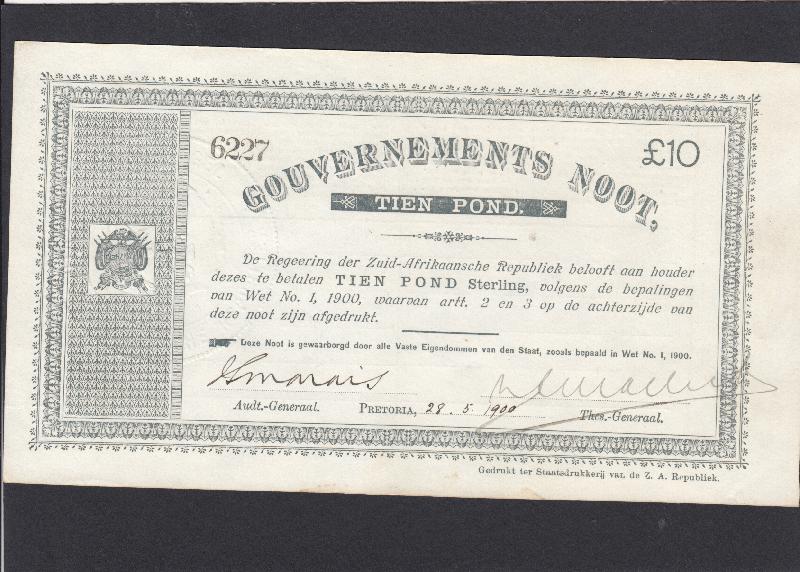 6227
£10
GOUVERNEMENTS NOOT,
TIEN POND.
De Regeering der Zuid-Afrikaansche Republiek belooft aan houder
dezes te betalen TIEN POND Sterling, volgens de bepalingen
van Wet No. 1, 1900, waarvan artt. 2 en 3 op de achterzijde van
deze noot zijn afgedrukt.
Deze Noot is gewaarborgd door alle Vaste Eigendommen van den Staat, zooals bepaald in Wet No. 1, 1900.
Marais
Audt.-Generaal. PRETORIA, 28.5.1900 Thes.-Generaal.
Gedrukt ter Staatsdrukkerij van de Z. A. Republiek.